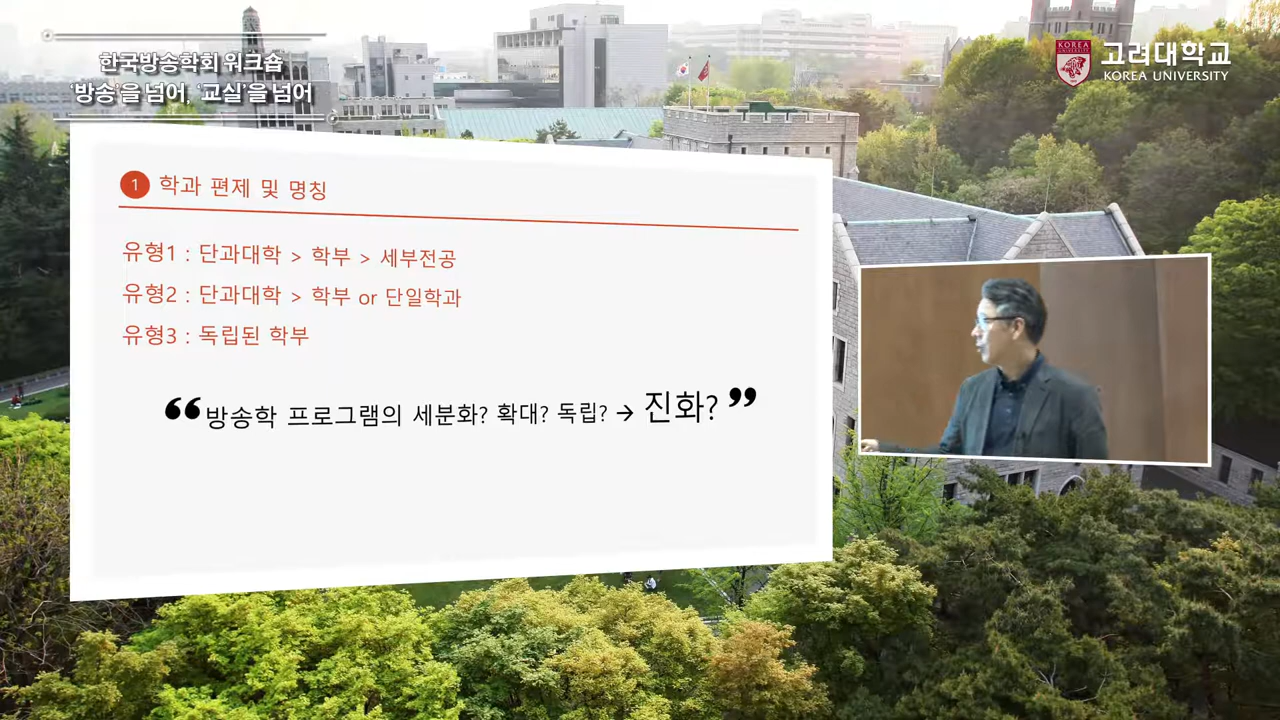 한국방송학회 워크숍
'방송'을 넘어, '교실'을 넘어
KOREA
UNIVERSITY
고려대학교
KOREA UNIVERSITY
1 학과 편제 및 명칭
유형1 : 단과대학 > 학부 > 세부전공
유형2 : 단과대학 > 학부 or 단일학과
유형3 : 독립된 학부
“방송학 프로그램의 세분화? 확대? 독립? → 진화?”